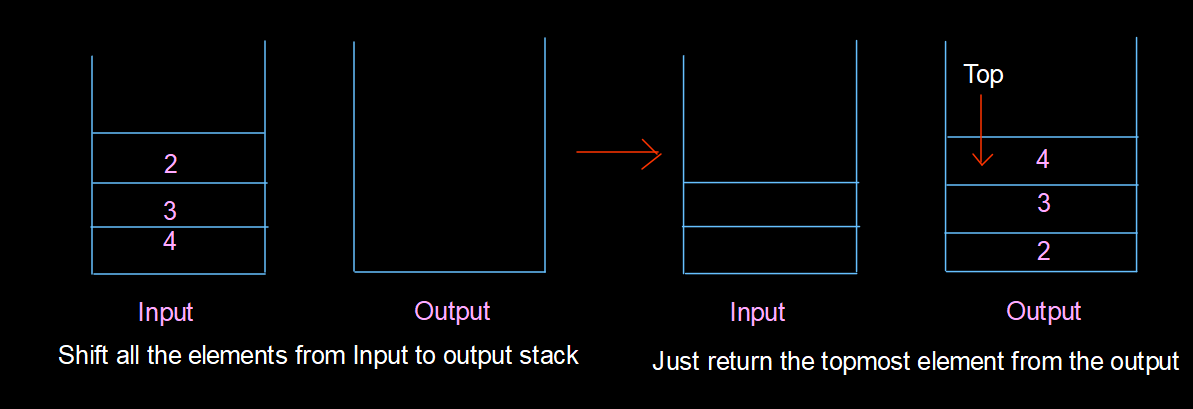 2
3
4
Input
Output
Shift all the elements from Input to output stack
Top
4
3
2
Input
Output
Just return the topmost element from the output